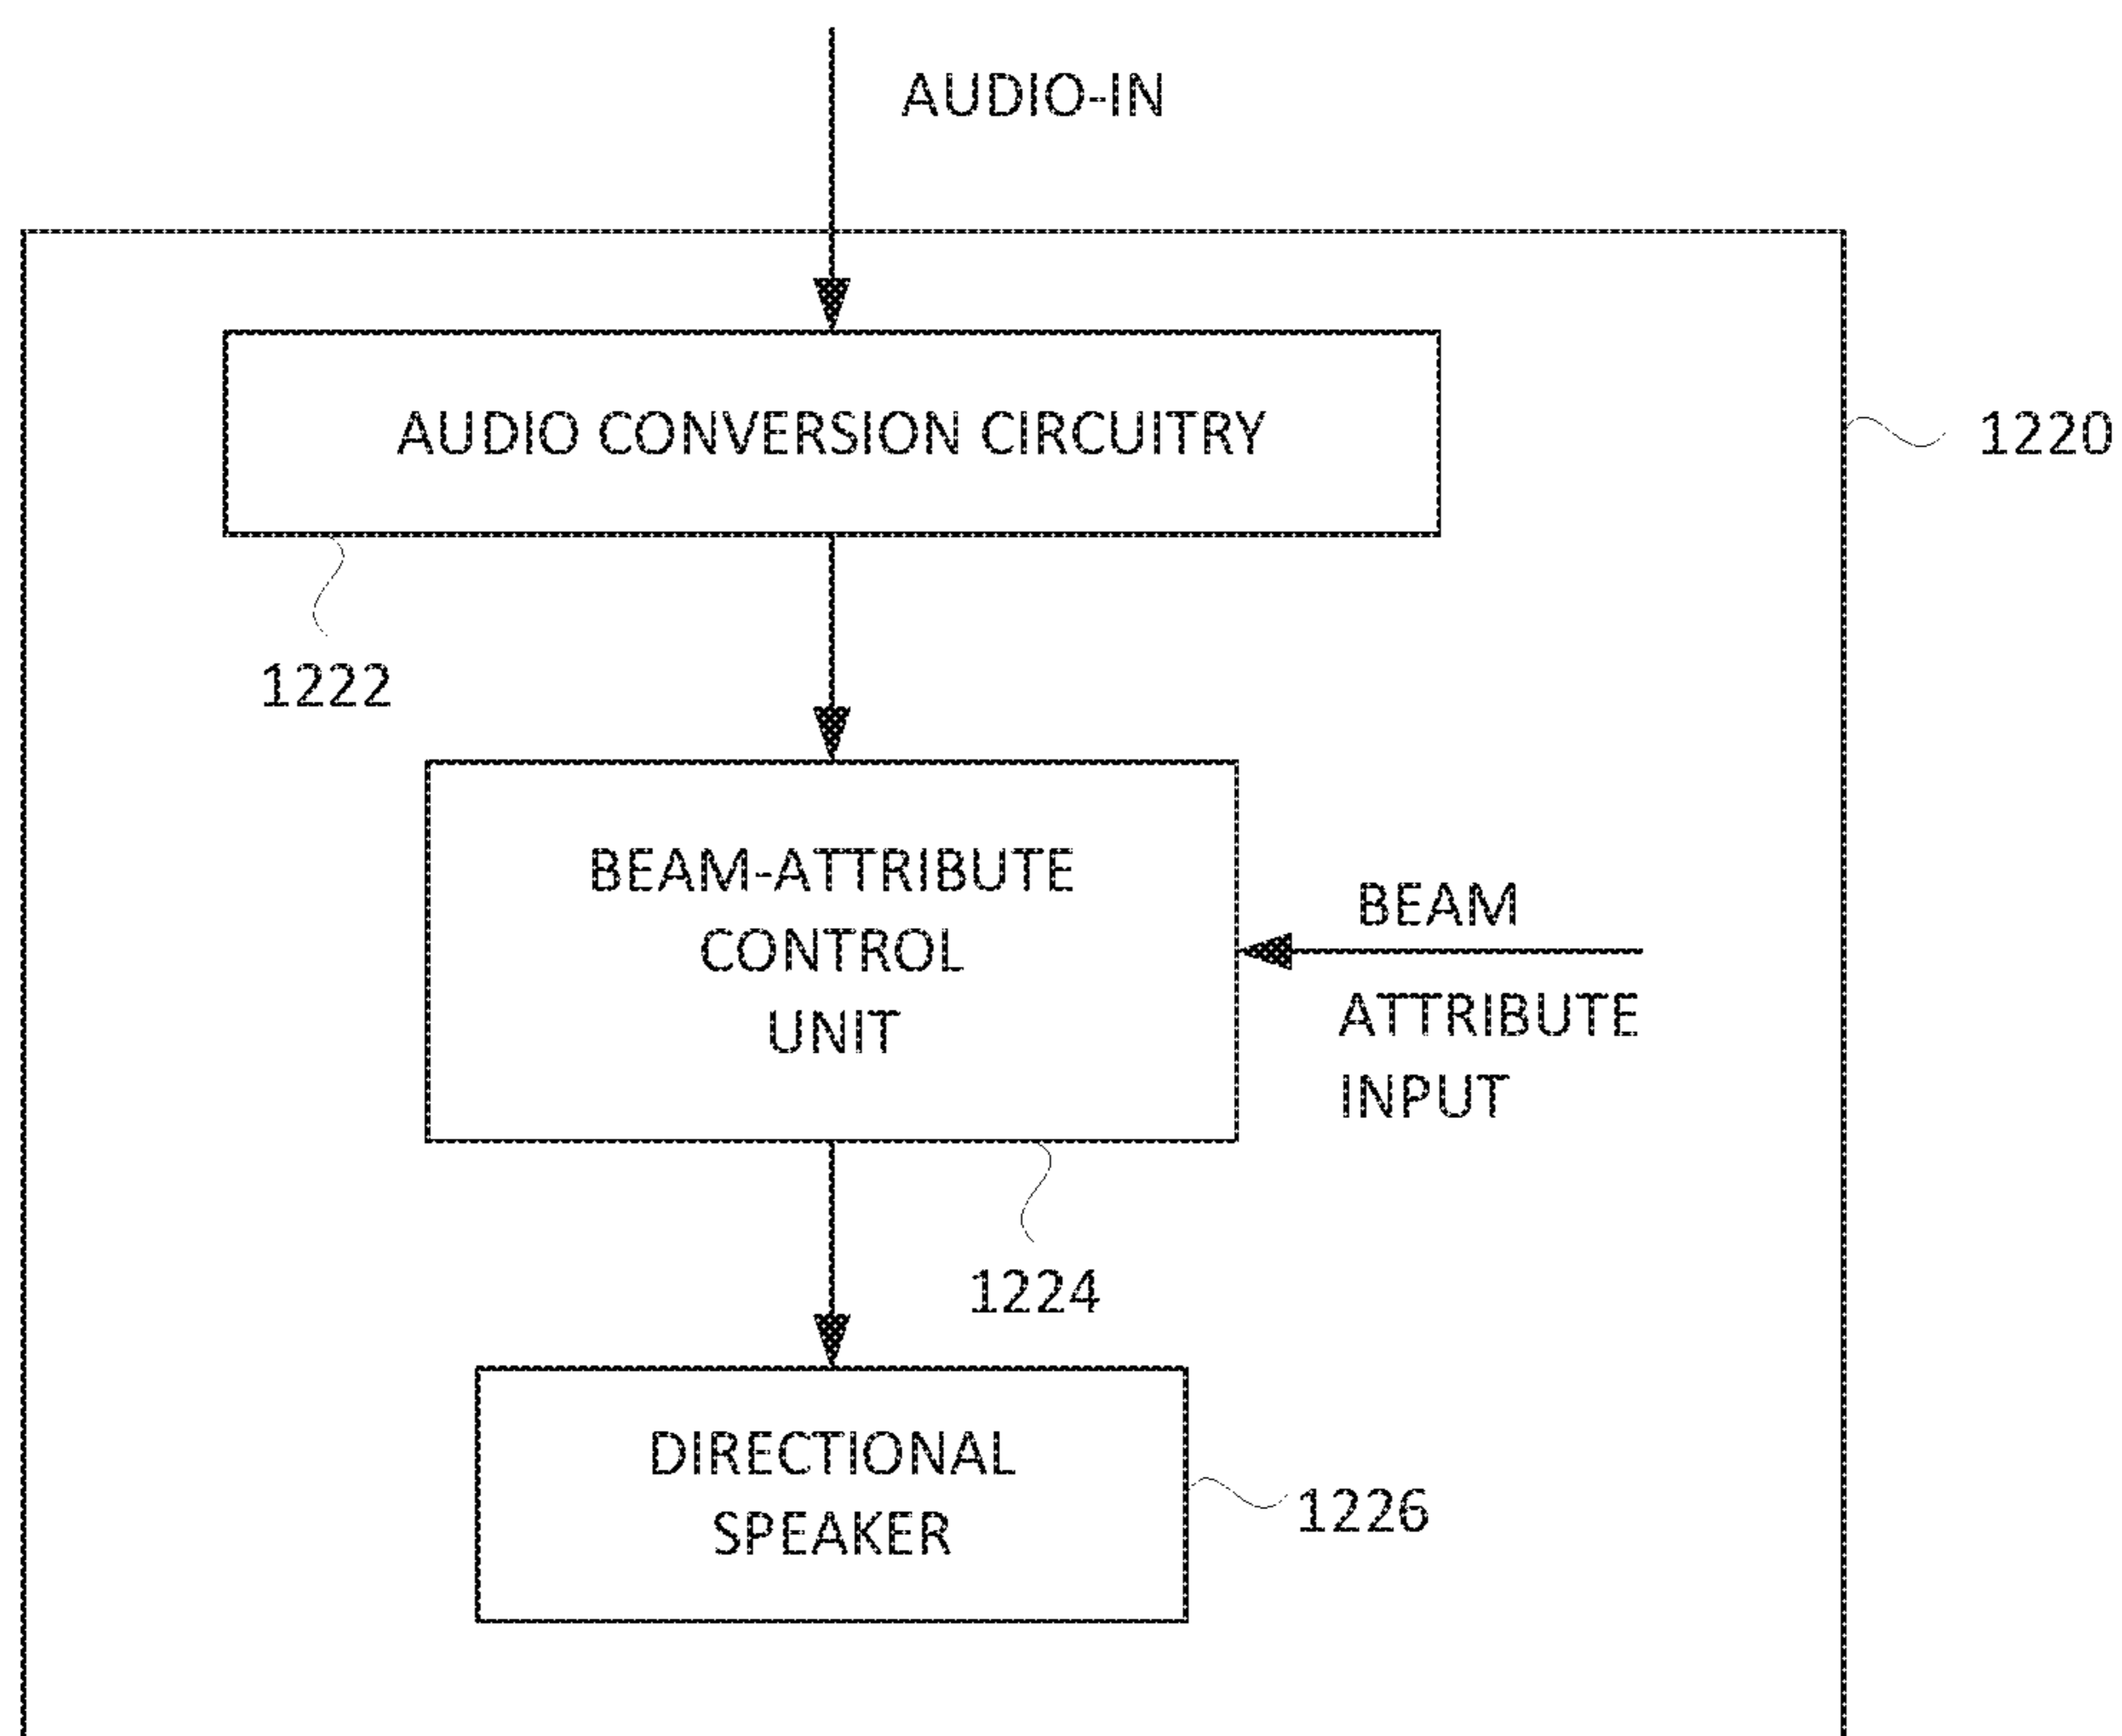 AUDIO-IN
AUDIO CONVERSION CIRCUITRY
1220
1222
BEAM-ATTRIBUTE
CONTROL
UNIT
BEAM
ATTRIBUTE
INPUT
1224
DIRECTIONAL
SPEAKER
1226